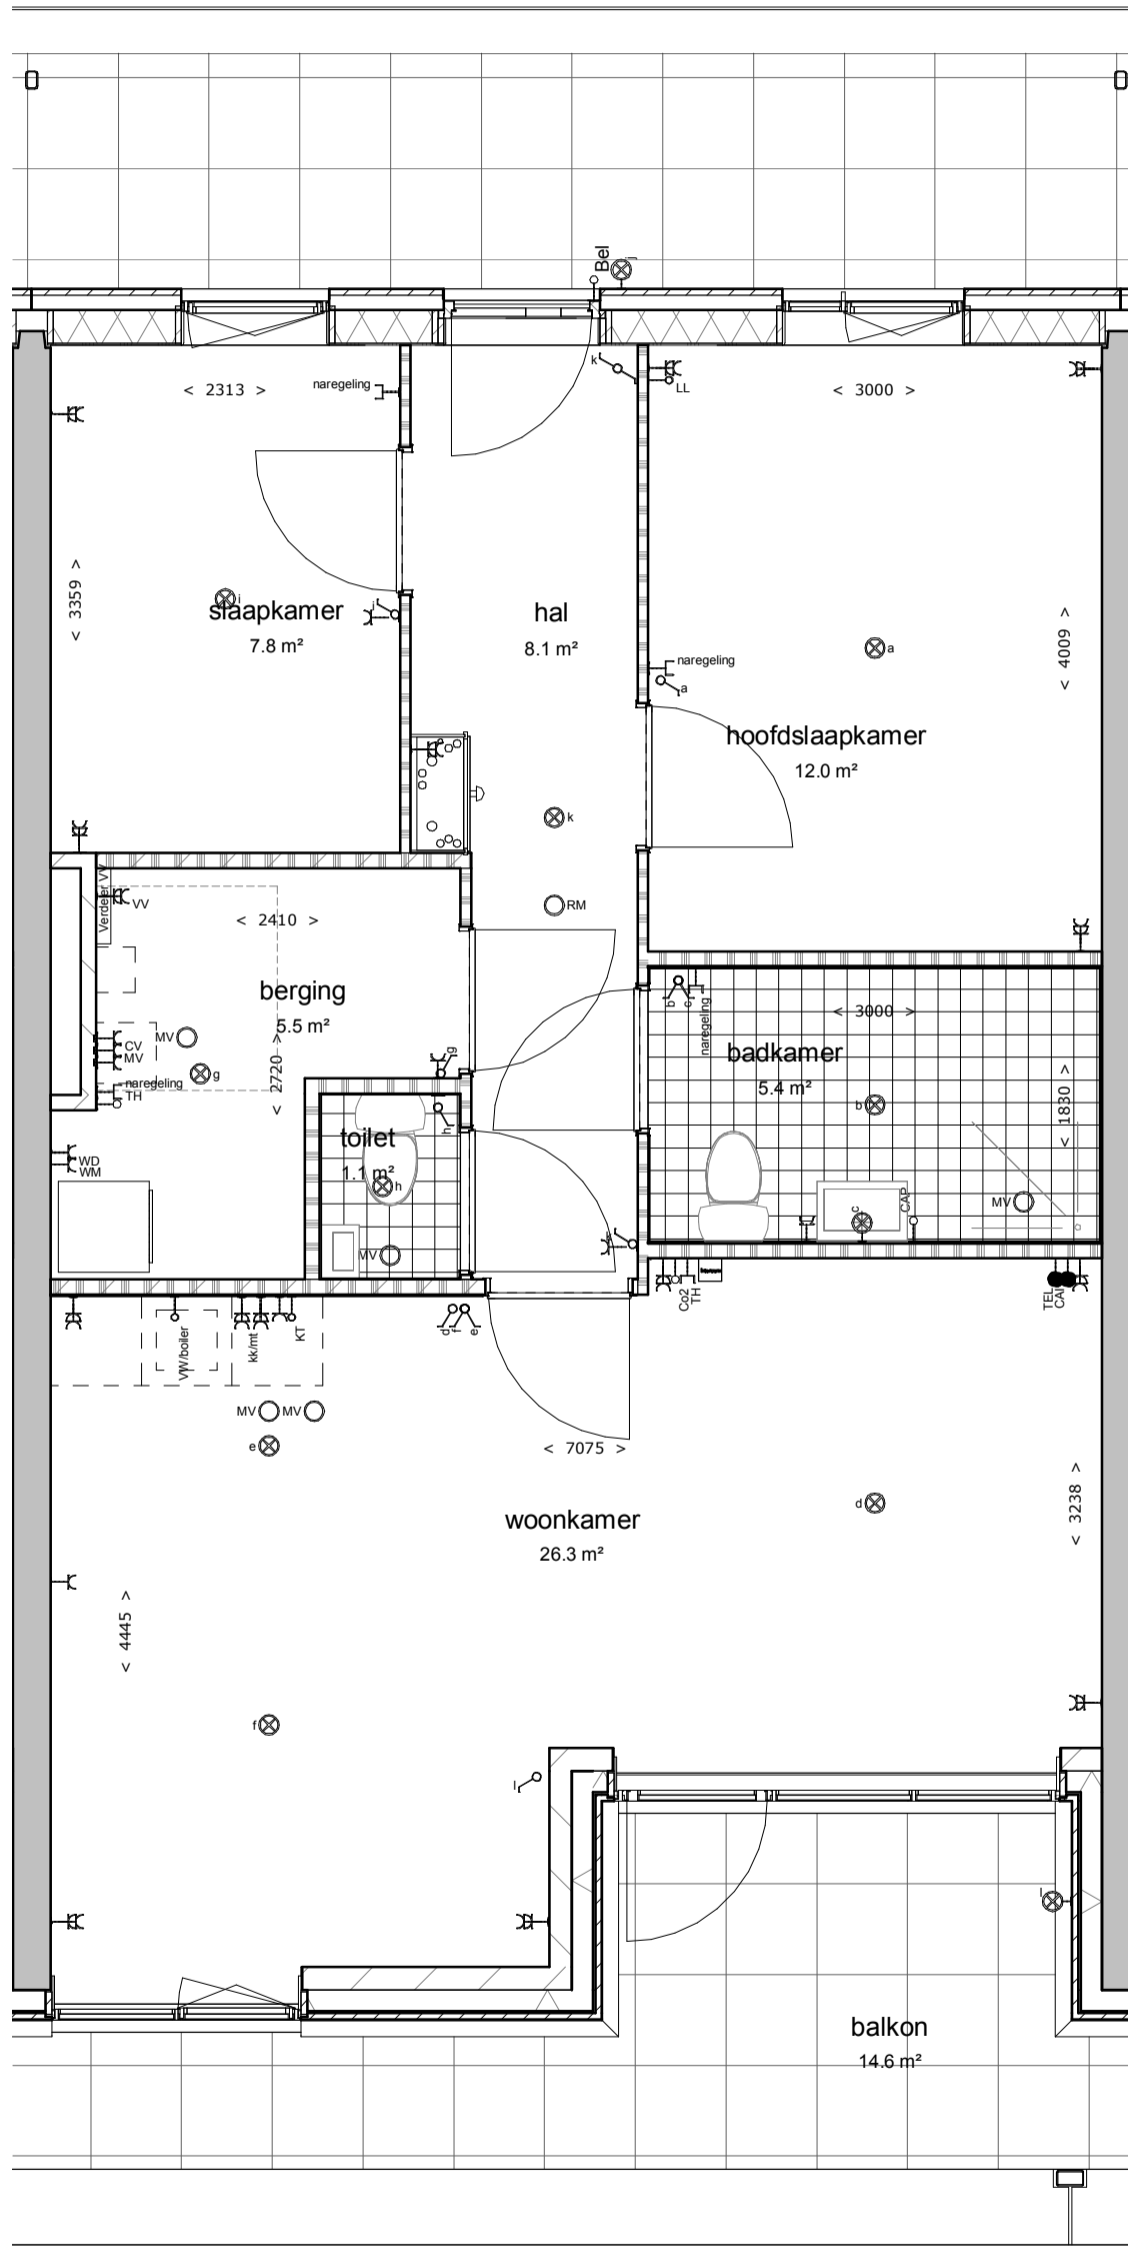 Bel
j
k
< 2313 >
naregeling
LL
< 3000 >
< 3359 >
i
slaapkamer
7.8 m²
i
hal
8.1 m²
a
< 4009 >
naregeling
a
hoofdslaapkamer
12.0 m²
k
RM
Verdeler VV
VV
< 2410 >
berging
5.5 m²
MV
CV
MV
g
naregeling
TH
< 2720 >
g
b
c
naregeling
< 3000 >
badkamer
5.4 m²
b
< 1830 >
h
toilet
1.1 m²
h
WD
WM
MV
c
CAP
MV
k
VW/boiler
kk/mt
KT
d
f
e
Co2
TH
TEL
CAI
MV
MV
e
< 7075 >
d
< 3238 >
woonkamer
26.3 m²
< 4445 >
f
l
l
balkon
14.6 m²